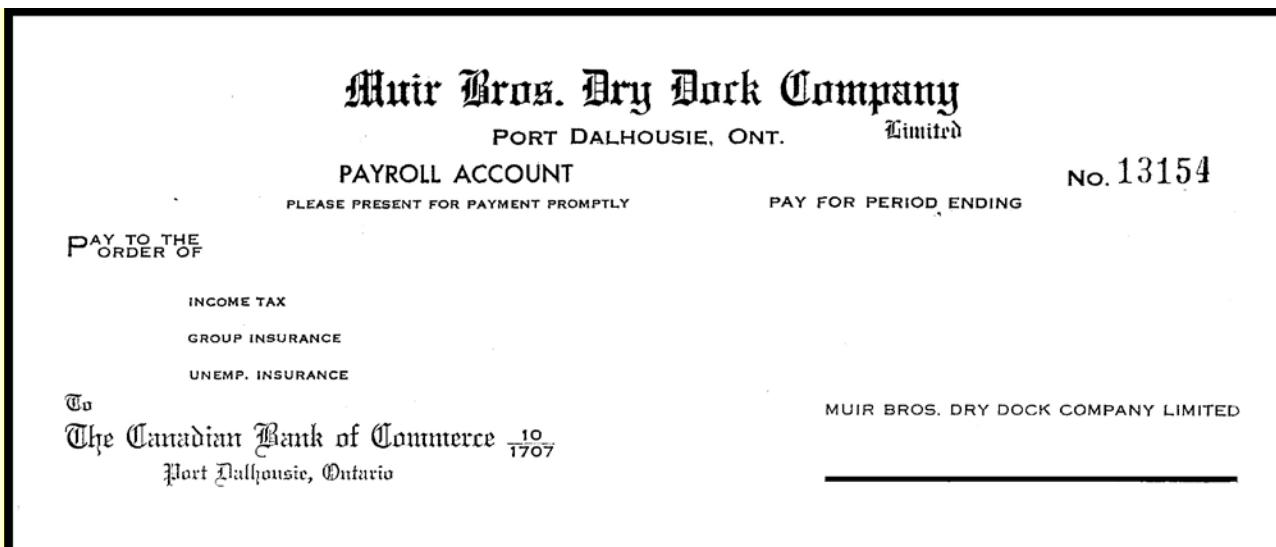 Muir Bros. Dry Dock Company
Limited
PORT DALHOUSIE, ONT.
PAYROLL ACCOUNT
No. 13154
PLEASE PRESENT FOR PAYMENT PROMPTLY
PAY FOR PERIOD ENDING
PAY TO THE
ORDER OF
INCOME TAX
GROUP INSURANCE
UNEMP. INSURANCE
To
MUIR BROS. DRY DOCK COMPANY LIMITED
The Canadian Bank of Commerce 10/1707
Port Dalhousie, Ontario